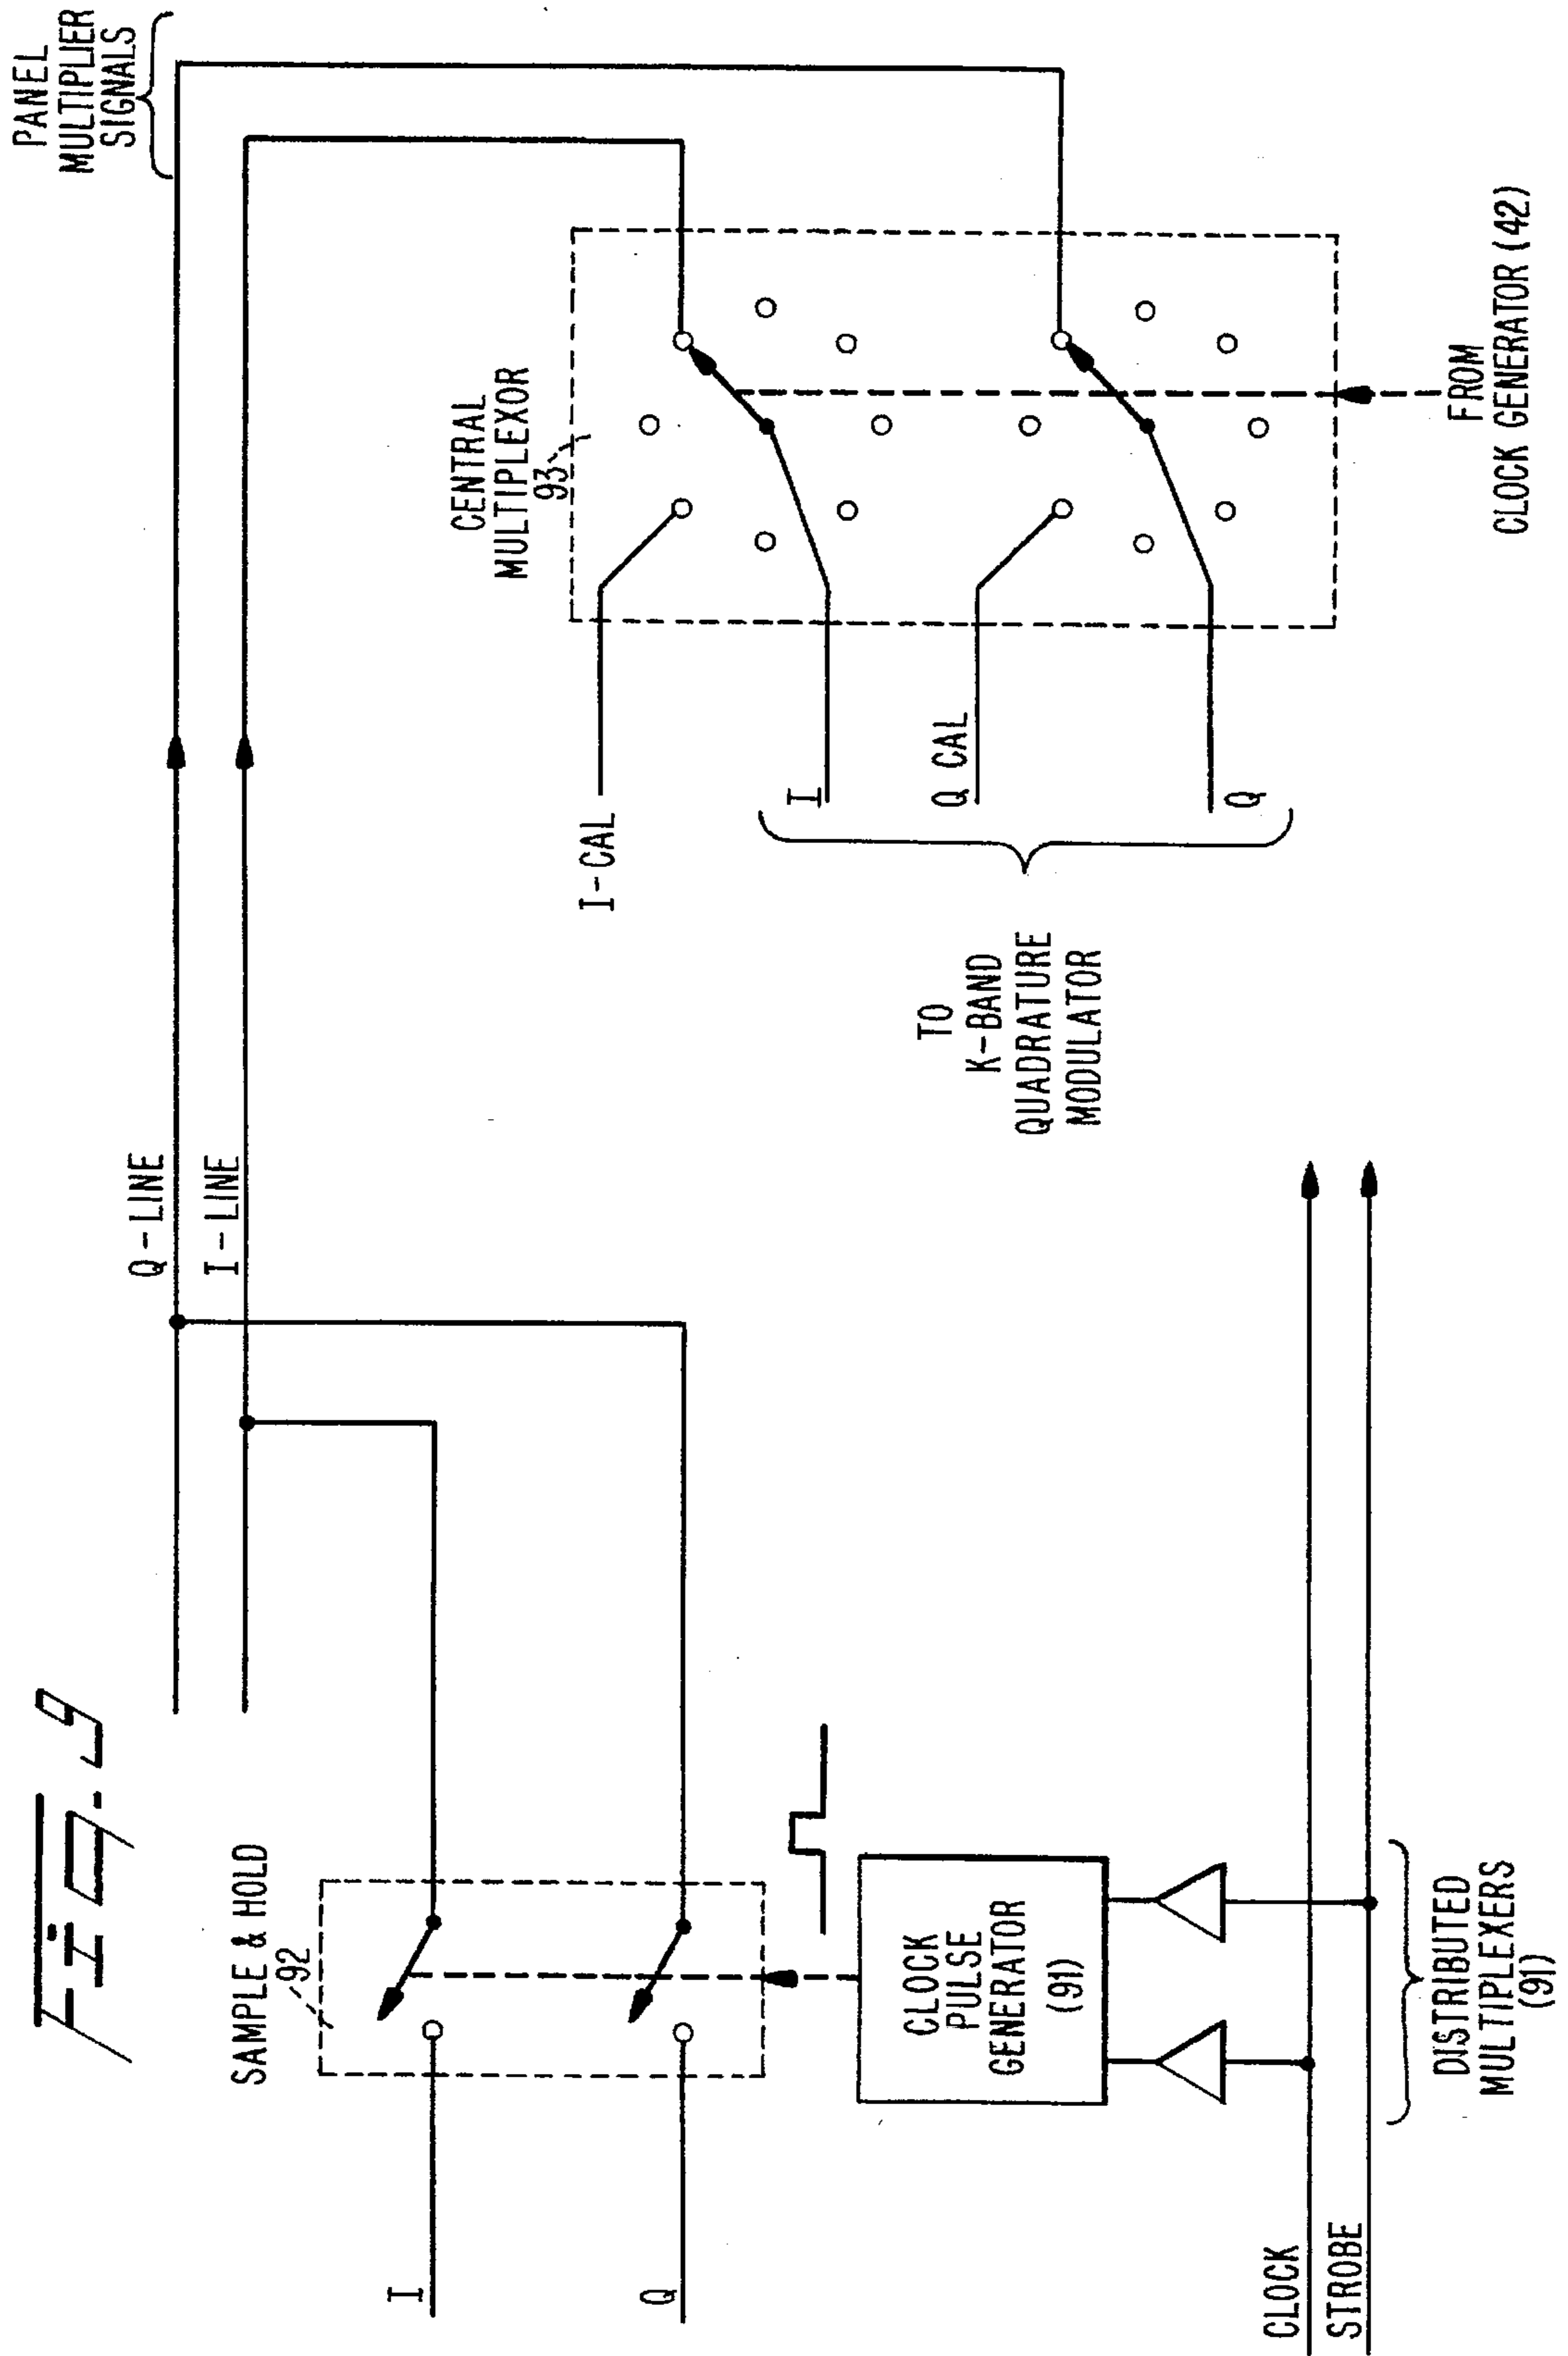 Fig. 9
PANEL
MULTIPLIER
SIGNALS
Q-LINE
I-LINE
SAMPLE & HOLD
92
I
Q
CLOCK
PULSE
GENERATOR
(91)
CLOCK
STROBE
DISTRIBUTED
MULTIPLEXERS
(91)
CENTRAL
MULTIPLEXOR
93
I-CAL
I
Q CAL
Q
TO
K-BAND
QUADRATURE
MODULATOR
FROM
CLOCK GENERATOR (42)